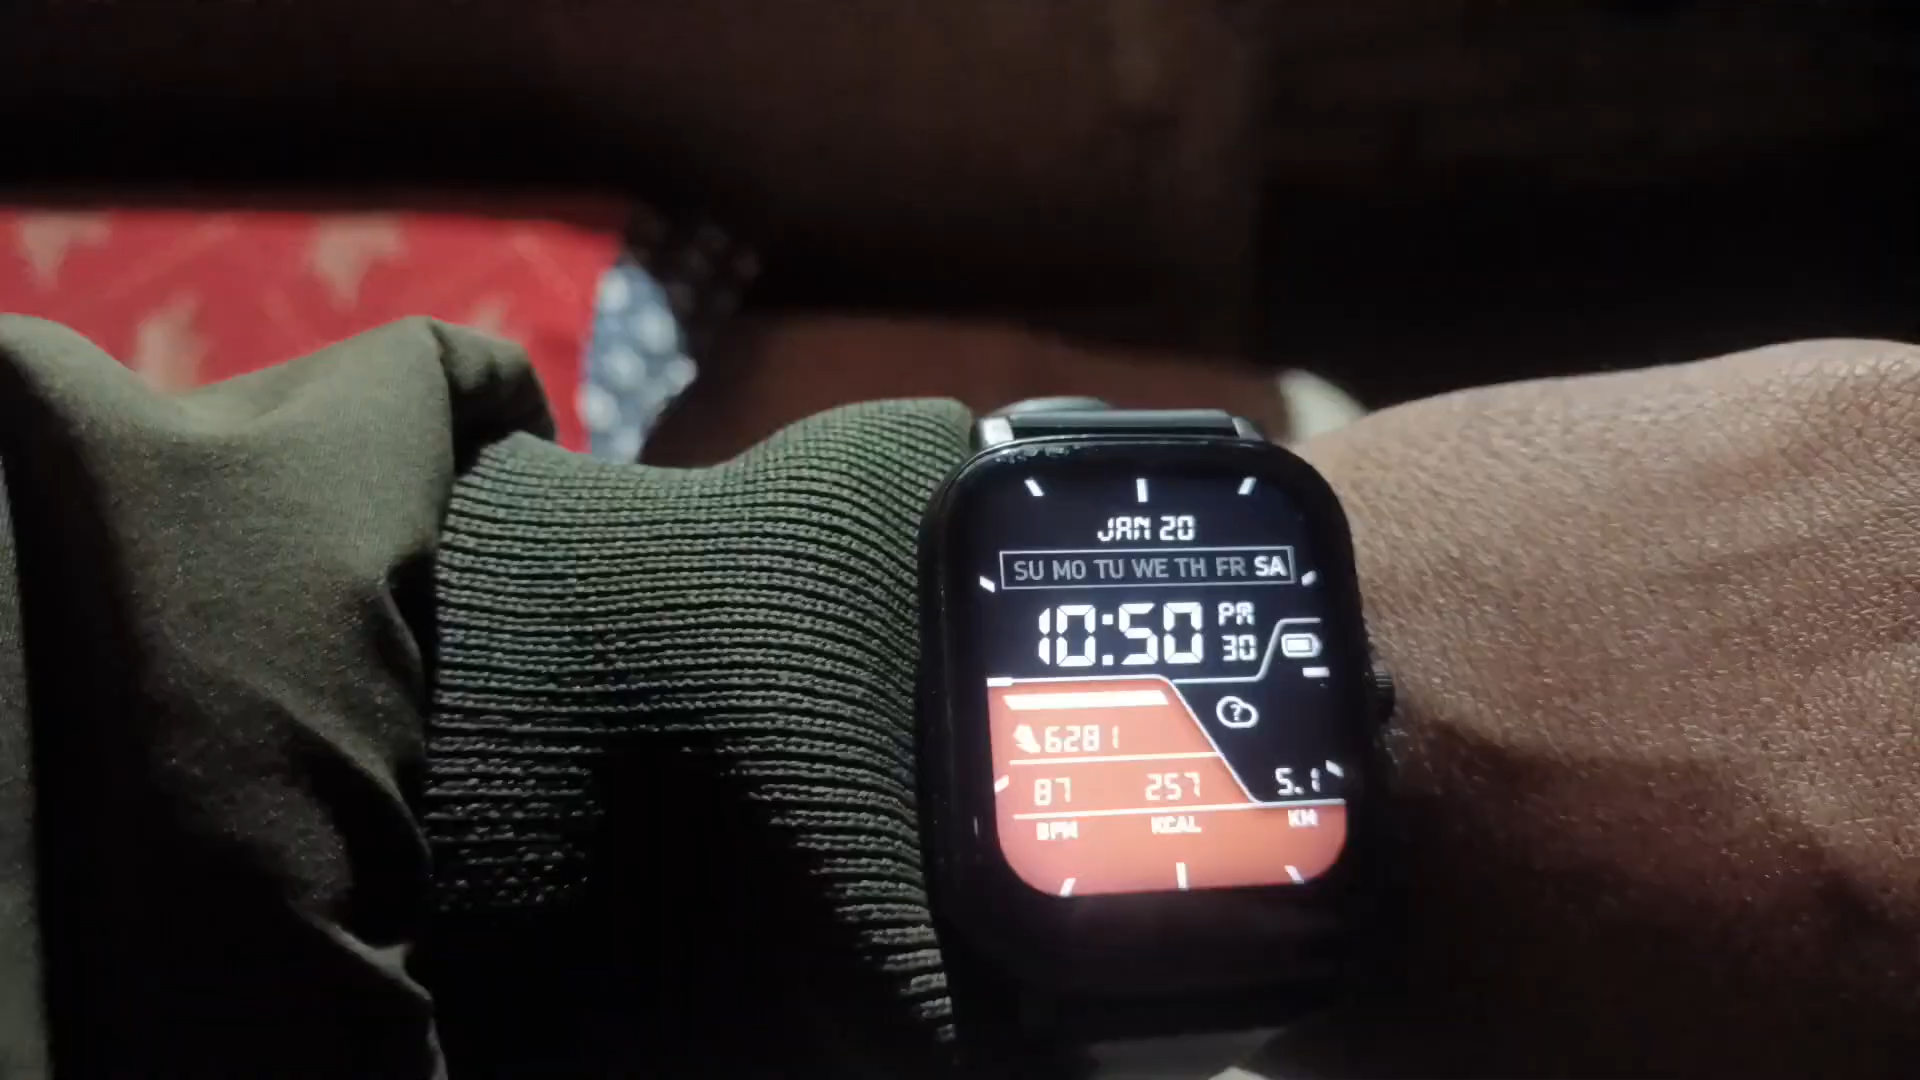 JAN 20
SU MO TU WE TH FR SA
10:50 PM
30
?
6281
87 257 5.1
BPM KCAL KM